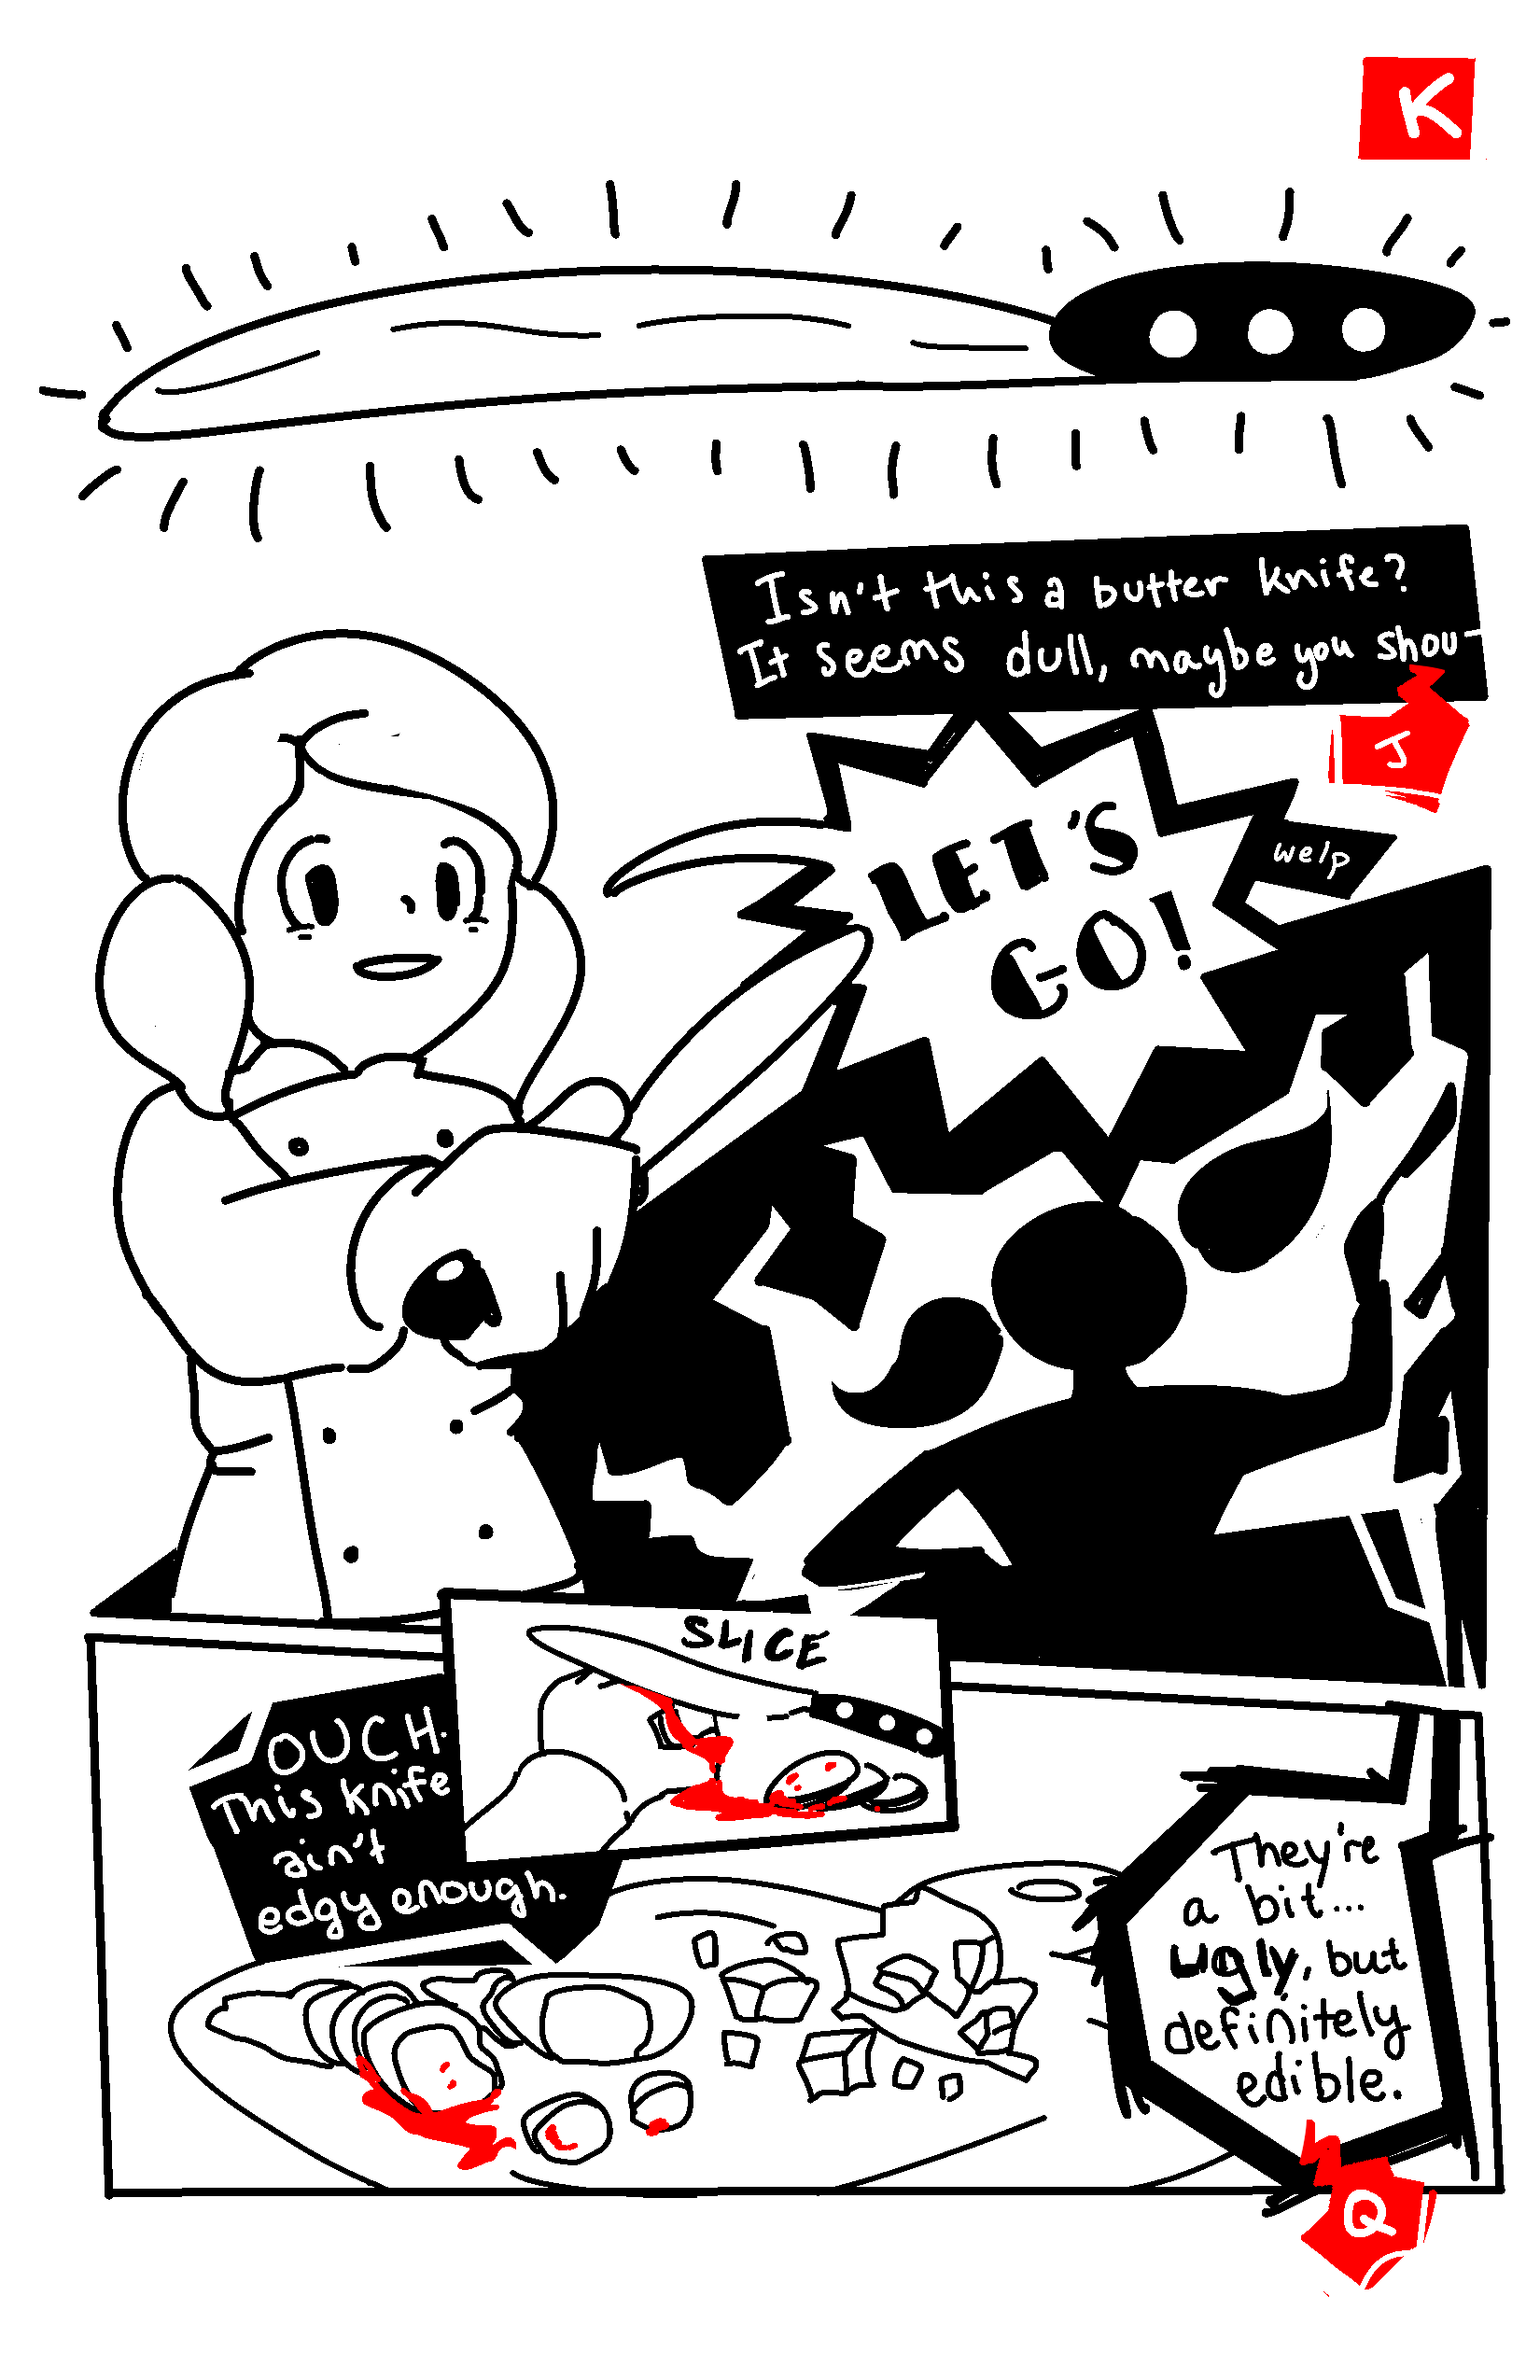 K
Isn't this a butter knife?
It seems dull, maybe you shou-
J
LET'S
GO!
welp
SLICE
OUCH.
This knife
ain't
edgy enough.
They're
a bit...
ugly, but
definitely
edible.
Q